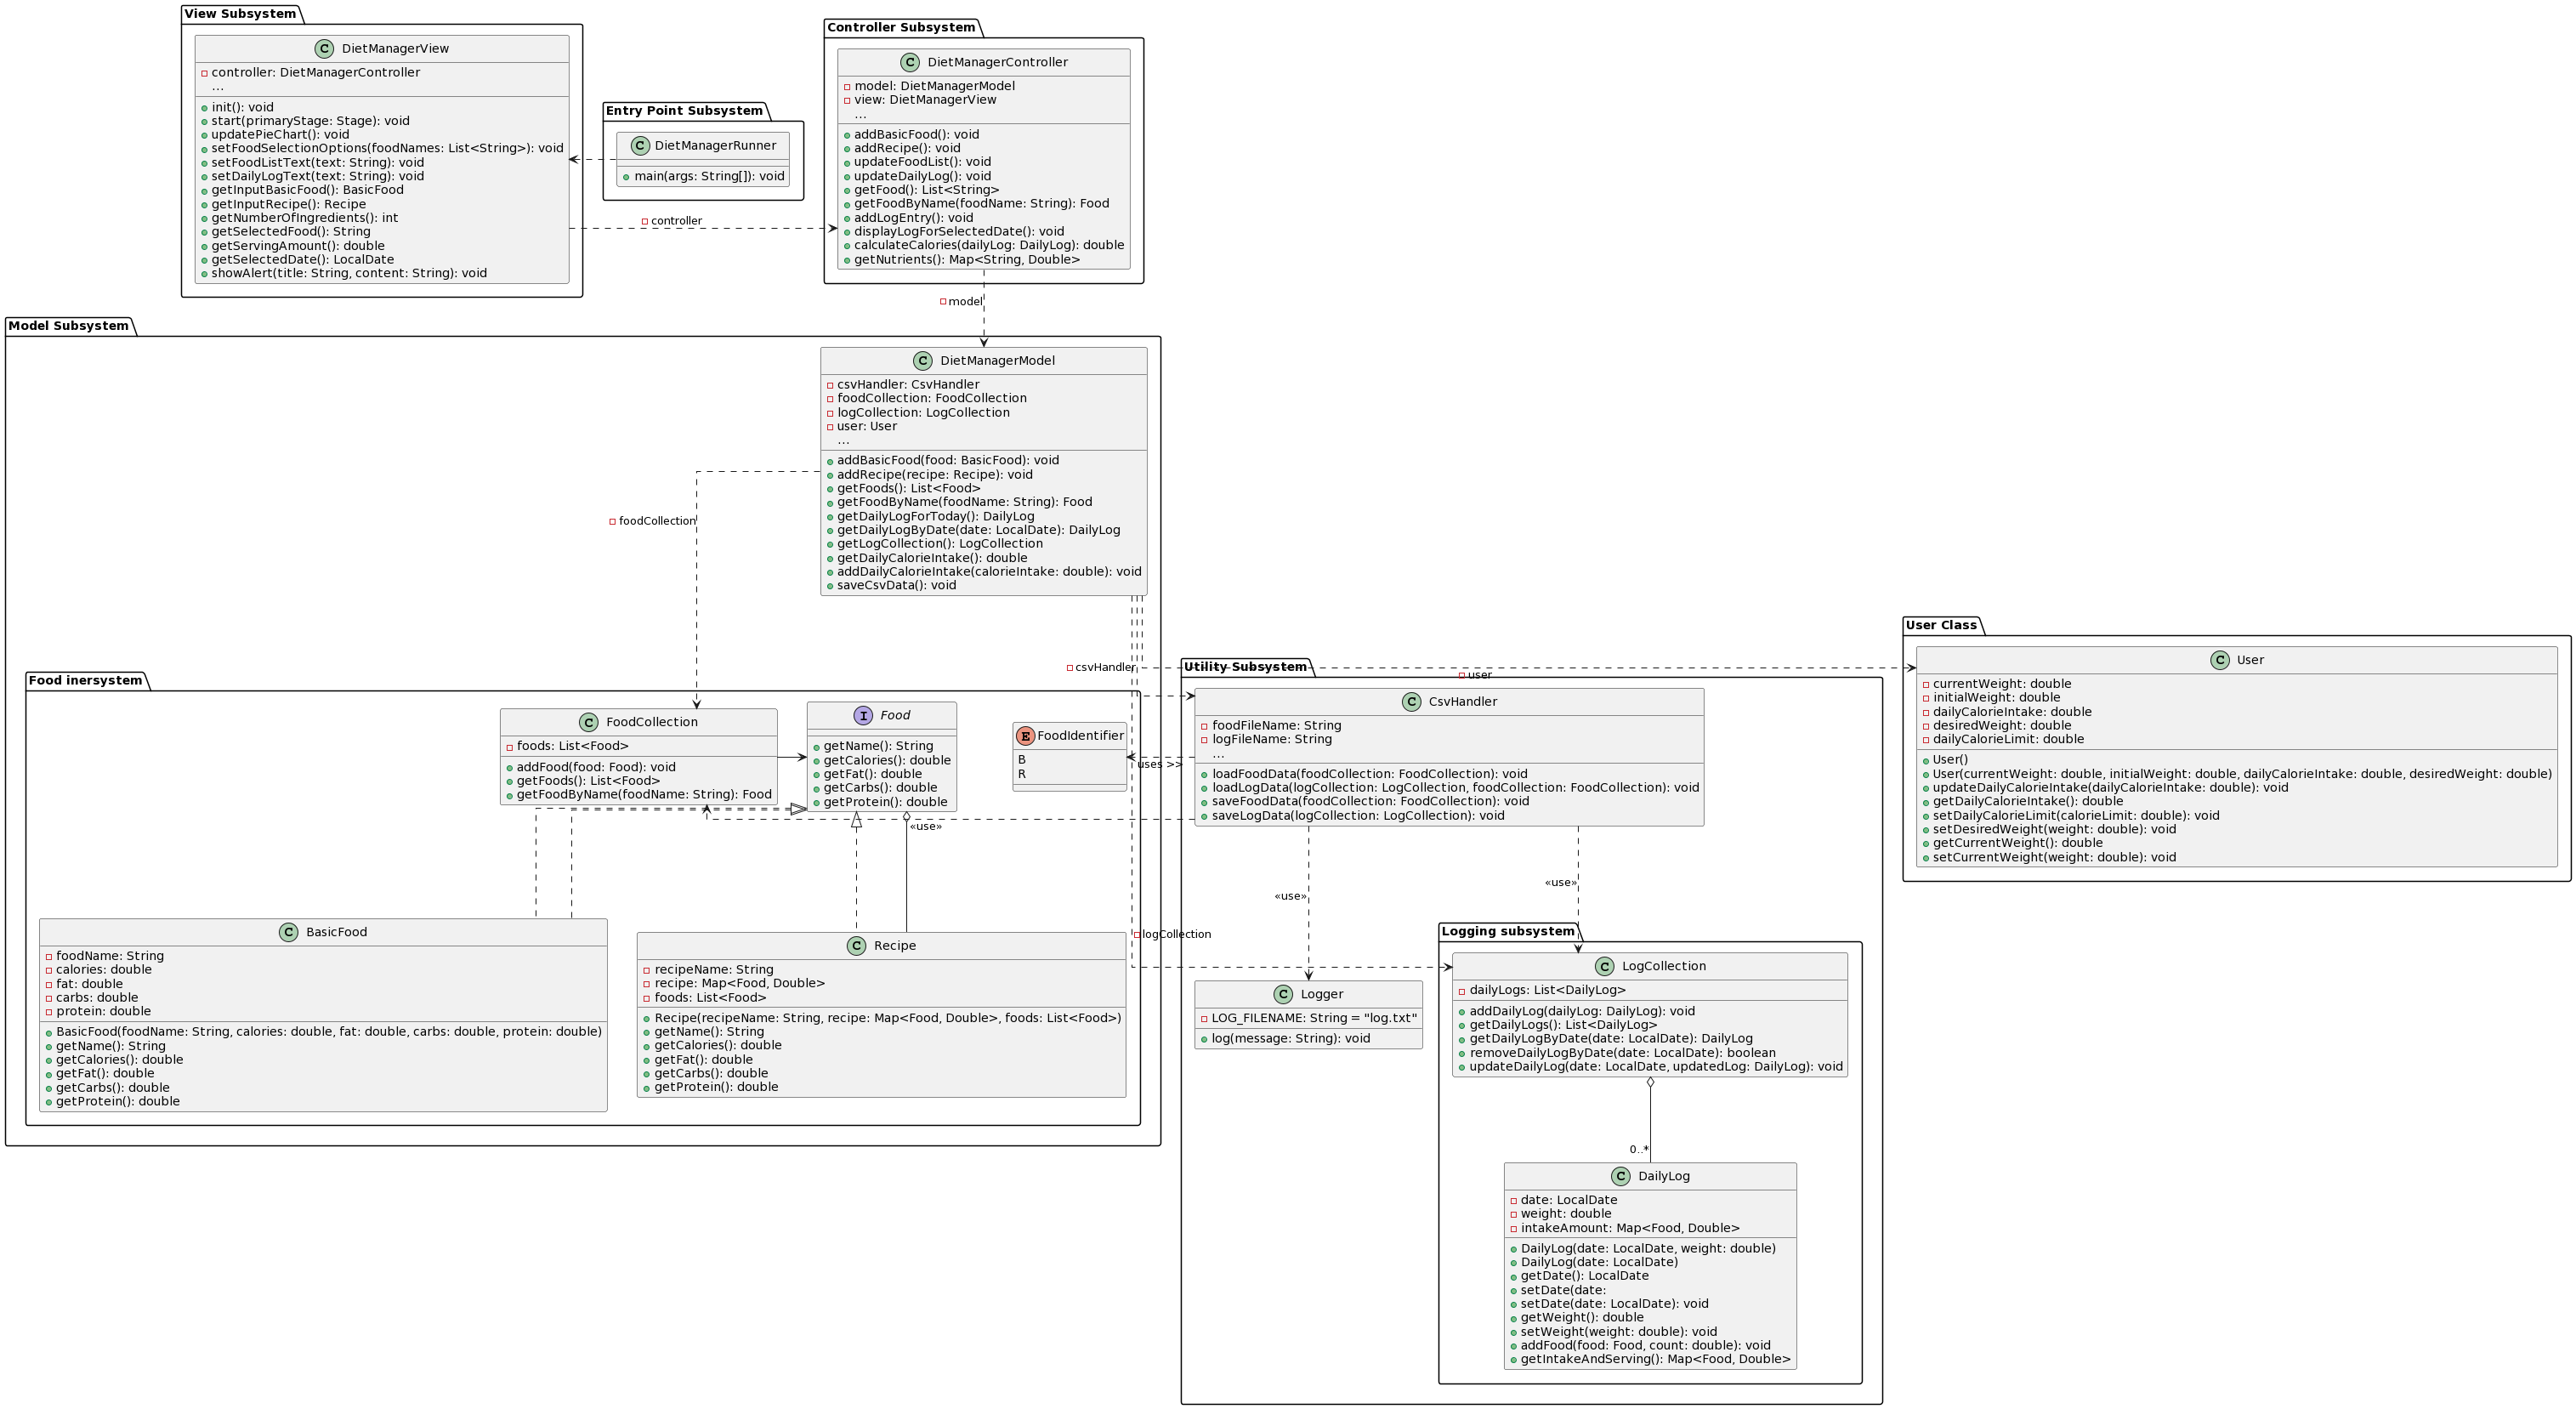 View Subsystem
C DietManagerView
controller: DietManagerController
...
init(): void
start(primaryStage: Stage): void
updatePieChart(): void
setFoodSelectionOptions(foodNames: List<String>): void
setFoodListText(text: String): void
setDailyLogText(text: String): void
getInputBasicFood(): BasicFood
getInputRecipe(): Recipe
getNumberOfIngredients(): int
getSelectedFood(): String
getServingAmount(): double
getSelectedDate(): LocalDate
showAlert(title: String, content: String): void
Entry Point Subsystem
C DietManagerRunner
main(args: String[]): void
controller
Controller Subsystem
C DietManagerController
model: DietManagerModel
view: DietManagerView
...
addBasicFood(): void
addRecipe(): void
updateFoodList(): void
updateDailyLog(): void
getFood(): List<String>
getFoodByName(foodName: String): Food
addLogEntry(): void
displayLogForSelectedDate(): void
calculateCalories(dailyLog: DailyLog): double
getNutrients(): Map<String, Double>
model
Model Subsystem
C DietManagerModel
csvHandler: CsvHandler
foodCollection: FoodCollection
logCollection: LogCollection
user: User
...
addBasicFood(food: BasicFood): void
addRecipe(recipe: Recipe): void
getFoods(): List<Food>
getFoodByName(foodName: String): Food
getDailyLogForToday(): DailyLog
getDailyLogByDate(date: LocalDate): DailyLog
getLogCollection(): LogCollection
getDailyCalorieIntake(): double
addDailyCalorieIntake(calorieIntake: double): void
saveCsvData(): void
foodCollection
csvHandler
user
Food inersystem
C FoodCollection
foods: List<Food>
addFood(food: Food): void
getFoods(): List<Food>
getFoodByName(foodName: String): Food
I Food
getName(): String
getCalories(): double
getFat(): double
getCarbs(): double
getProtein(): double
E FoodIdentifier
B
R
uses >>
«use»
C BasicFood
foodName: String
calories: double
fat: double
carbs: double
protein: double
BasicFood(foodName: String, calories: double, fat: double, carbs: double, protein: double)
getName(): String
getCalories(): double
getFat(): double
getCarbs(): double
getProtein(): double
C Recipe
recipeName: String
recipe: Map<Food, Double>
foods: List<Food>
Recipe(recipeName: String, recipe: Map<Food, Double>, foods: List<Food>)
getName(): String
getCalories(): double
getFat(): double
getCarbs(): double
getProtein(): double
logCollection
Utility Subsystem
C CsvHandler
foodFileName: String
logFileName: String
...
loadFoodData(foodCollection: FoodCollection): void
loadLogData(logCollection: LogCollection, foodCollection: FoodCollection): void
saveFoodData(foodCollection: FoodCollection): void
saveLogData(logCollection: LogCollection): void
«use»
«use»
C Logger
LOG_FILENAME: String = "log.txt"
log(message: String): void
Logging subsystem
C LogCollection
dailyLogs: List<DailyLog>
addDailyLog(dailyLog: DailyLog): void
getDailyLogs(): List<DailyLog>
getDailyLogByDate(date: LocalDate): DailyLog
removeDailyLogByDate(date: LocalDate): boolean
updateDailyLog(date: LocalDate, updatedLog: DailyLog): void
0..*
C DailyLog
date: LocalDate
weight: double
intakeAmount: Map<Food, Double>
DailyLog(date: LocalDate, weight: double)
DailyLog(date: LocalDate)
getDate(): LocalDate
setDate(date:
setDate(date: LocalDate): void
getWeight(): double
setWeight(weight: double): void
addFood(food: Food, count: double): void
getIntakeAndServing(): Map<Food, Double>
User Class
C User
currentWeight: double
initialWeight: double
dailyCalorieIntake: double
desiredWeight: double
dailyCalorieLimit: double
User()
User(currentWeight: double, initialWeight: double, dailyCalorieIntake: double, desiredWeight: double)
updateDailyCalorieIntake(dailyCalorieIntake: double): void
getDailyCalorieIntake(): double
setDailyCalorieLimit(calorieLimit: double): void
setDesiredWeight(weight: double): void
getCurrentWeight(): double
setCurrentWeight(weight: double): void